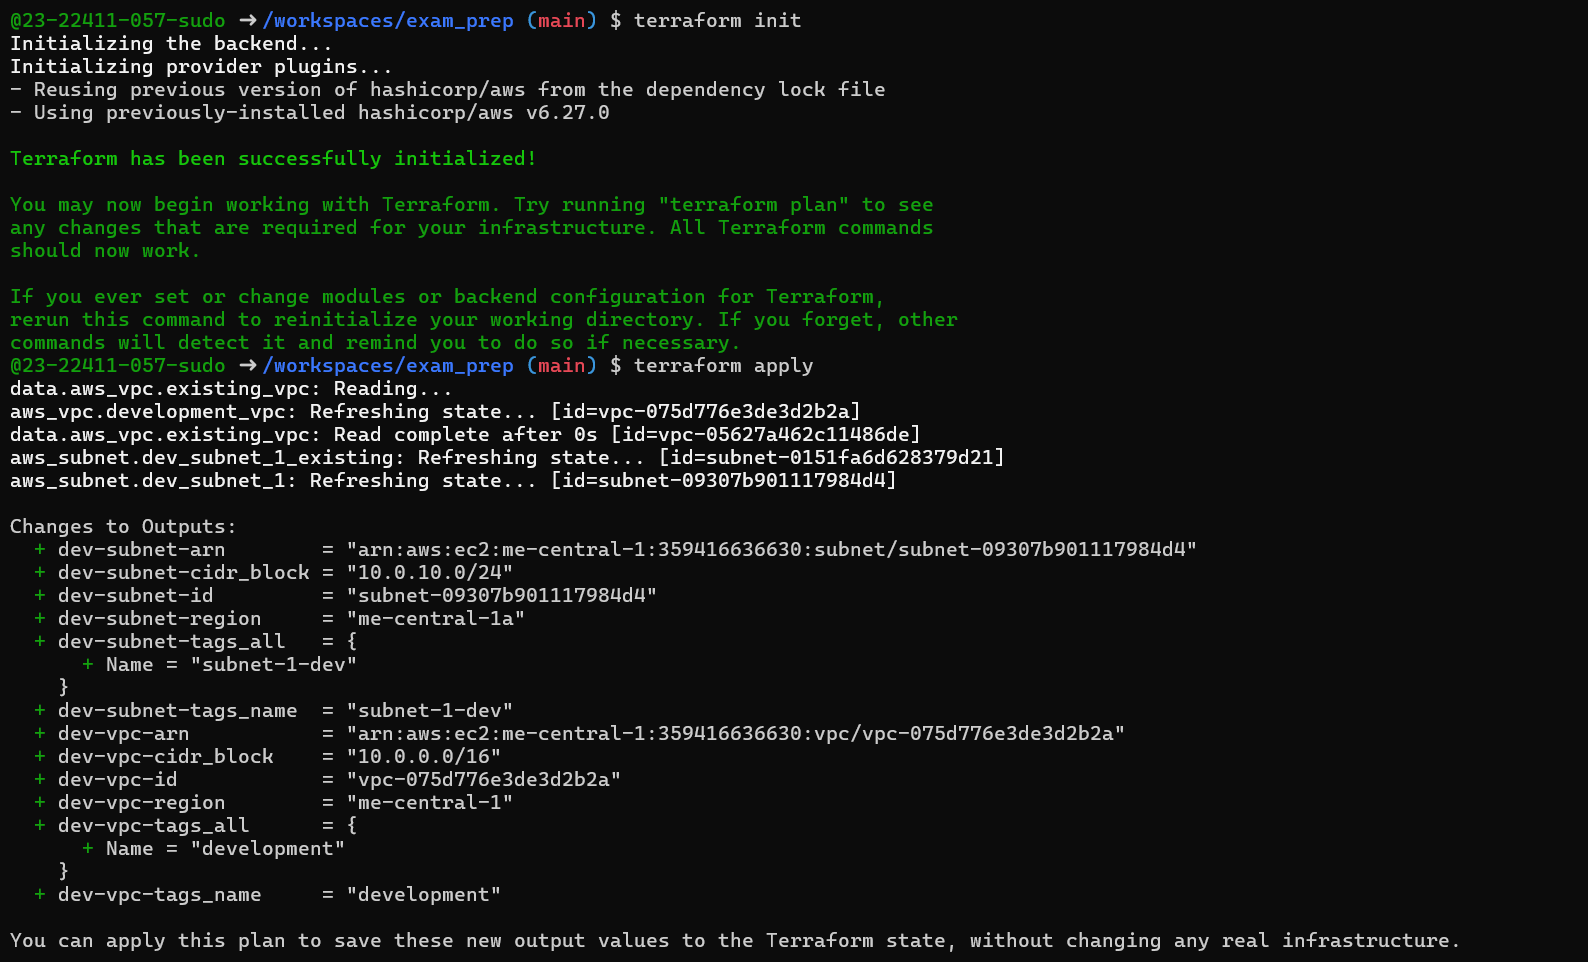 @23-22411-057-sudo ➜ /workspaces/exam_prep (main) $ terraform init
Initializing the backend...
Initializing provider plugins...
- Reusing previous version of hashicorp/aws from the dependency lock file
- Using previously-installed hashicorp/aws v6.27.0

Terraform has been successfully initialized!

You may now begin working with Terraform. Try running "terraform plan" to see
any changes that are required for your infrastructure. All Terraform commands
should now work.

If you ever set or change modules or backend configuration for Terraform,
rerun this command to reinitialize your working directory. If you forget, other
commands will detect it and remind you to do so if necessary.
@23-22411-057-sudo ➜ /workspaces/exam_prep (main) $ terraform apply
data.aws_vpc.existing_vpc: Reading...
aws_vpc.development_vpc: Refreshing state... [id=vpc-075d776e3de3d2b2a]
data.aws_vpc.existing_vpc: Read complete after 0s [id=vpc-05627a462c11486de]
aws_subnet.dev_subnet_1_existing: Refreshing state... [id=subnet-0151fa6d628379d21]
aws_subnet.dev_subnet_1: Refreshing state... [id=subnet-09307b901117984d4]

Changes to Outputs:
  + dev-subnet-arn        = "arn:aws:ec2:me-central-1:359416636630:subnet/subnet-09307b901117984d4"
  + dev-subnet-cidr_block = "10.0.10.0/24"
  + dev-subnet-id         = "subnet-09307b901117984d4"
  + dev-subnet-region     = "me-central-1a"
  + dev-subnet-tags_all   = {
      + Name = "subnet-1-dev"
    }
  + dev-subnet-tags_name  = "subnet-1-dev"
  + dev-vpc-arn           = "arn:aws:ec2:me-central-1:359416636630:vpc/vpc-075d776e3de3d2b2a"
  + dev-vpc-cidr_block    = "10.0.0.0/16"
  + dev-vpc-id            = "vpc-075d776e3de3d2b2a"
  + dev-vpc-region        = "me-central-1"
  + dev-vpc-tags_all      = {
      + Name = "development"
    }
  + dev-vpc-tags_name     = "development"

You can apply this plan to save these new output values to the Terraform state, without changing any real infrastructure.